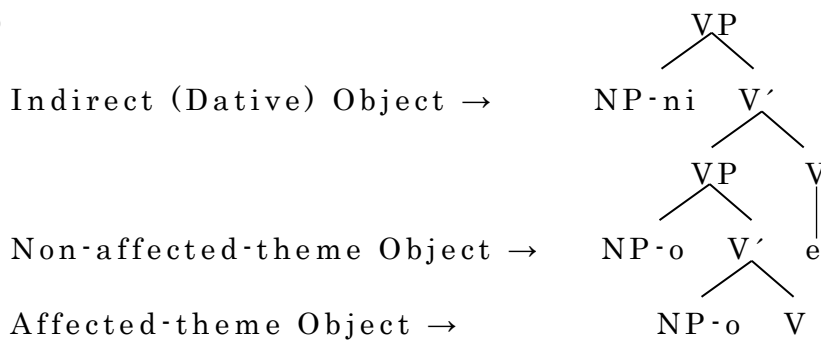 VP
Indirect (Dative) Object → NP-ni V´
VP V
Non-affected-theme Object → NP-o V´ e
Affected-theme Object → NP-o V